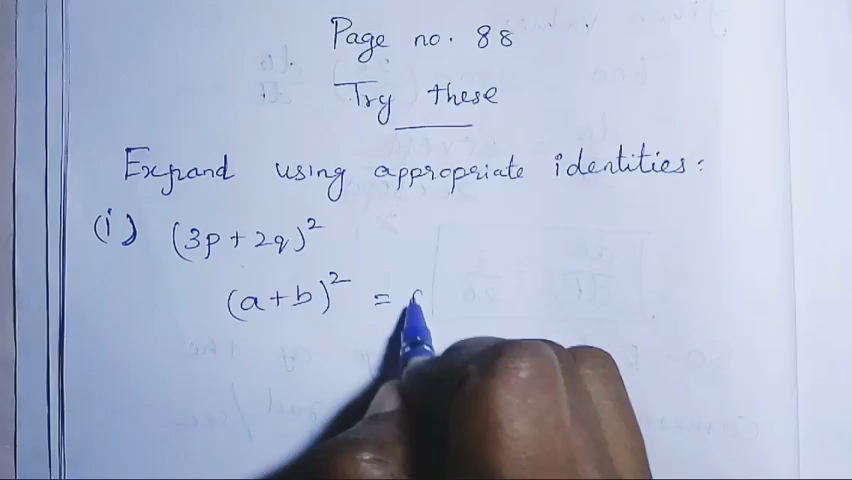 Page no. 88
Try these
Expand using appropriate identities:
(i) (3p+2q)²
(a+b)² =